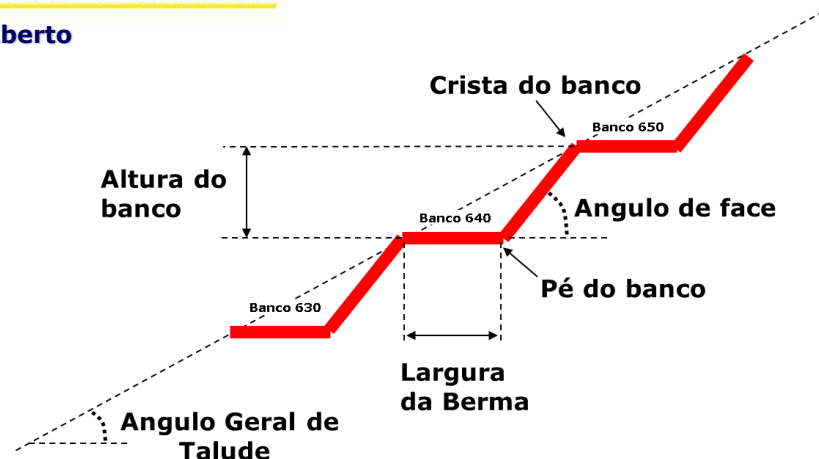 berto
Crista do banco
Banco 650
Altura do
banco
Banco 640
Angulo de face
Pé do banco
Banco 630
Largura
da Berma
Angulo Geral de
Talude